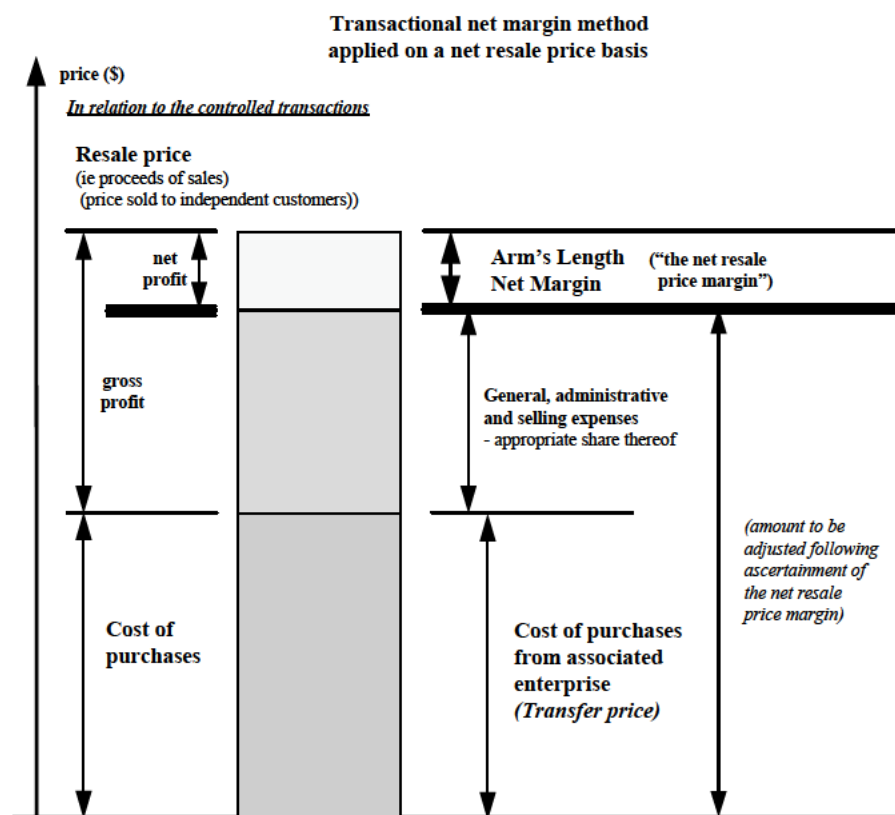 Transactional net margin method
applied on a net resale price basis
price ($)
In relation to the controlled transactions
Resale price
(ie proceeds of sales)
(price sold to independent customers))
net
profit
Arm's Length
Net Margin
(“the net resale
price margin”)
gross
profit
General, administrative
and selling expenses
- appropriate share thereof
(amount to be
adjusted following
ascertainment of
the net resale
price margin)
Cost of
purchases
Cost of purchases
from associated
enterprise
(Transfer price)